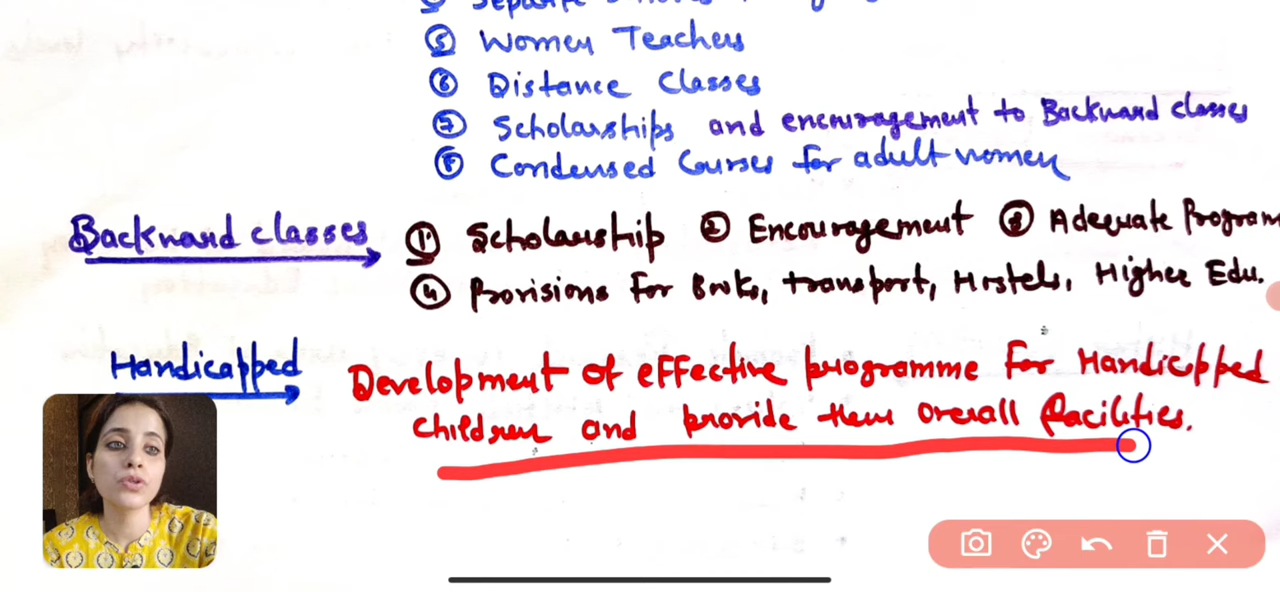 ⑤ Women Teachers
⑥ Distance Classes
⑦ Scholarships and encouragement to Backward classes
⑧ Condensed Courses for adult women
Backward classes ① Scholarship ② Encouragement ③ Adequate Program
④ Provisions For Books, transport, Hostels, Higher Edu.
Handicapped Development of effective programme for Handicpped
children and provide them overall facilities.